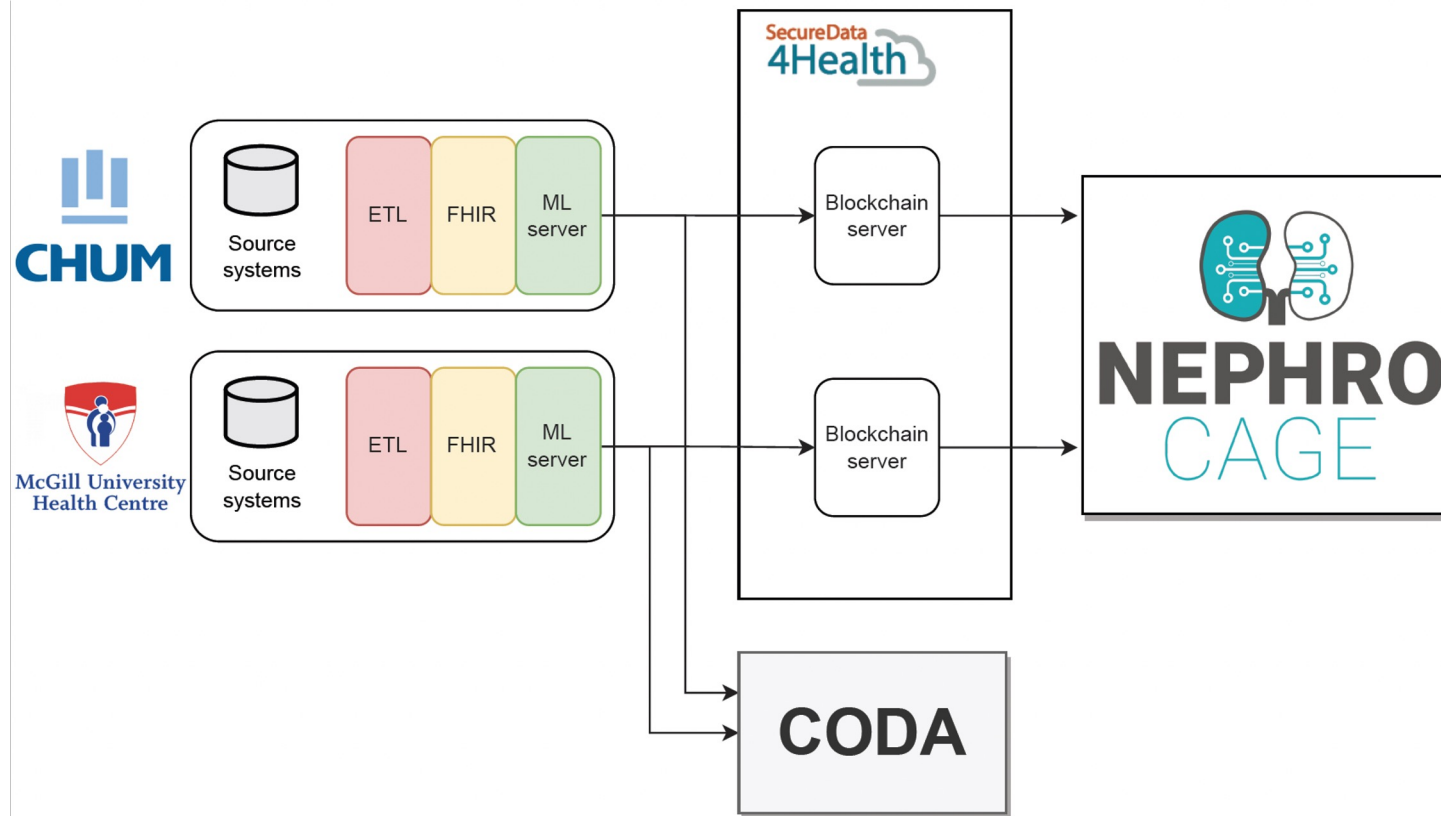 SecureData
4Health
CHUM
Source
systems
ETL
FHIR
ML
server
Blockchain
server
McGill University
Health Centre
Source
systems
ETL
FHIR
ML
server
Blockchain
server
NEPHRO
CAGE
CODA